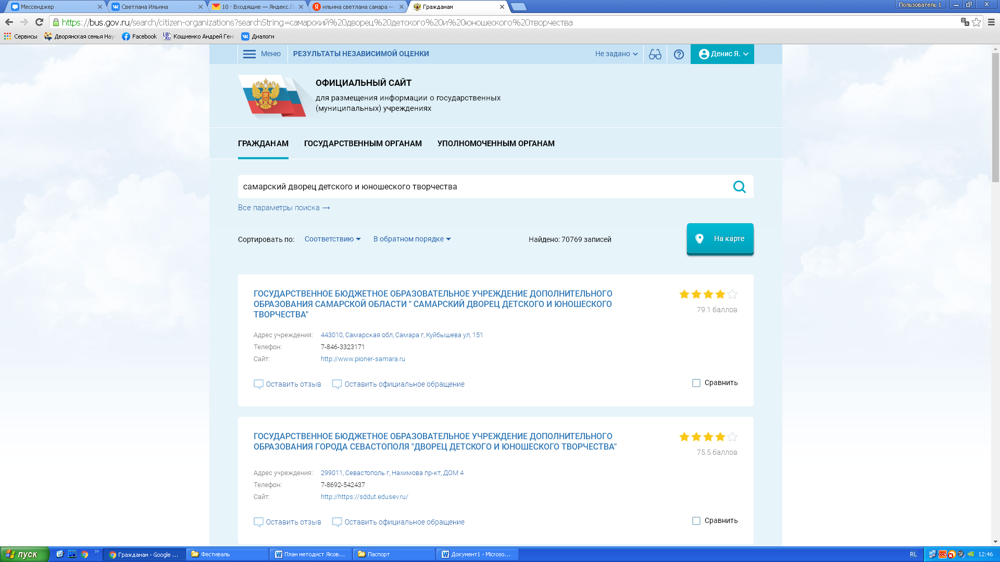 Мессенджер
Светлана Ильина
10 · Входящие — Яндекс.П
ильина светлана самара —
Гражданам
Пользователь 1
https://bus.gov.ru/search/citizen-organizations?searchString=самарский%20дворец%20детского%20и%20юношеского%20творчества
Сервисы
Дворянская семья Нау
Facebook
Кощиенко Андрей Ген
Диалоги
Меню
РЕЗУЛЬТАТЫ НЕЗАВИСИМОЙ ОЦЕНКИ
Не задано
Денис Я.
ОФИЦИАЛЬНЫЙ САЙТ
для размещения информации о государственных
(муниципальных) учреждениях
ГРАЖДАНАМ
ГОСУДАРСТВЕННЫМ ОРГАНАМ
УПОЛНОМОЧЕННЫМ ОРГАНАМ
самарский дворец детского и юношеского творчества
Все параметры поиска →
Сортировать по:
Соответствию
В обратном порядке
Найдено: 70769 записей
На карте
ГОСУДАРСТВЕННОЕ БЮДЖЕТНОЕ ОБРАЗОВАТЕЛЬНОЕ УЧРЕЖДЕНИЕ ДОПОЛНИТЕЛЬНОГО
ОБРАЗОВАНИЯ САМАРСКОЙ ОБЛАСТИ " САМАРСКИЙ ДВОРЕЦ ДЕТСКОГО И ЮНОШЕСКОГО
ТВОРЧЕСТВА"
79.1 баллов
Адрес учреждения: 443010, Самарская обл, Самара г, Куйбышева ул, 151
Телефон: 7-846-3323171
Сайт: http://www.pioner-samara.ru
Оставить отзыв
Оставить официальное обращение
Сравнить
ГОСУДАРСТВЕННОЕ БЮДЖЕТНОЕ ОБРАЗОВАТЕЛЬНОЕ УЧРЕЖДЕНИЕ ДОПОЛНИТЕЛЬНОГО
ОБРАЗОВАНИЯ ГОРОДА СЕВАСТОПОЛЯ "ДВОРЕЦ ДЕТСКОГО И ЮНОШЕСКОГО ТВОРЧЕСТВА"
75.5 баллов
Адрес учреждения: 299011, Севастополь г, Нахимова пр-кт, ДОМ 4
Телефон: 7-8692-542437
Сайт: http://https://sddut.edusev.ru/
Оставить отзыв
Оставить официальное обращение
Сравнить
пуск
Гражданам - Google ...
Фестиваль
План методист Яков...
Паспорт
Документ1 - Microso...
RU
12:46